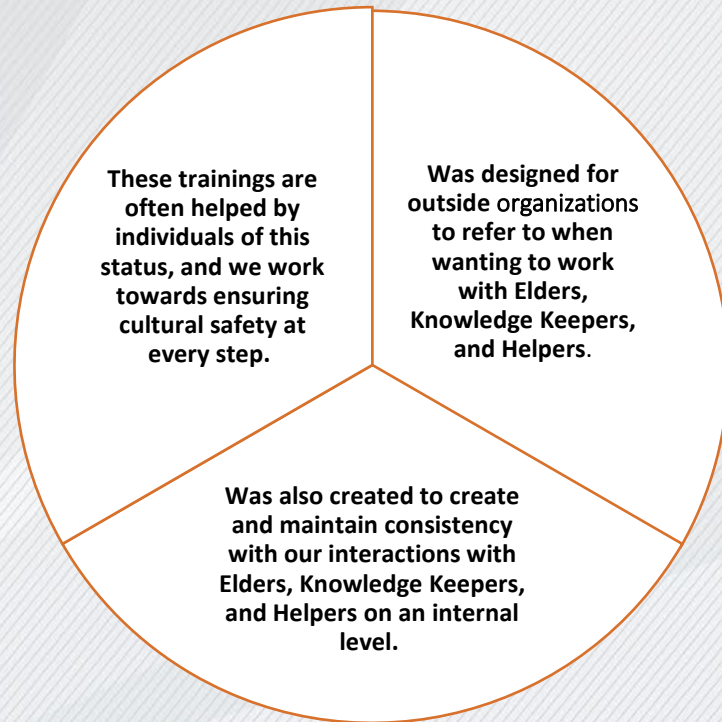 These trainings are
often helped by
individuals of this
status, and we work
towards ensuring
cultural safety at
every step.
Was designed for
outside organizations
to refer to when
wanting to work
with Elders,
Knowledge Keepers,
and Helpers.
Was also created to create
and maintain consistency
with our interactions with
Elders, Knowledge Keepers,
and Helpers on an internal
level.